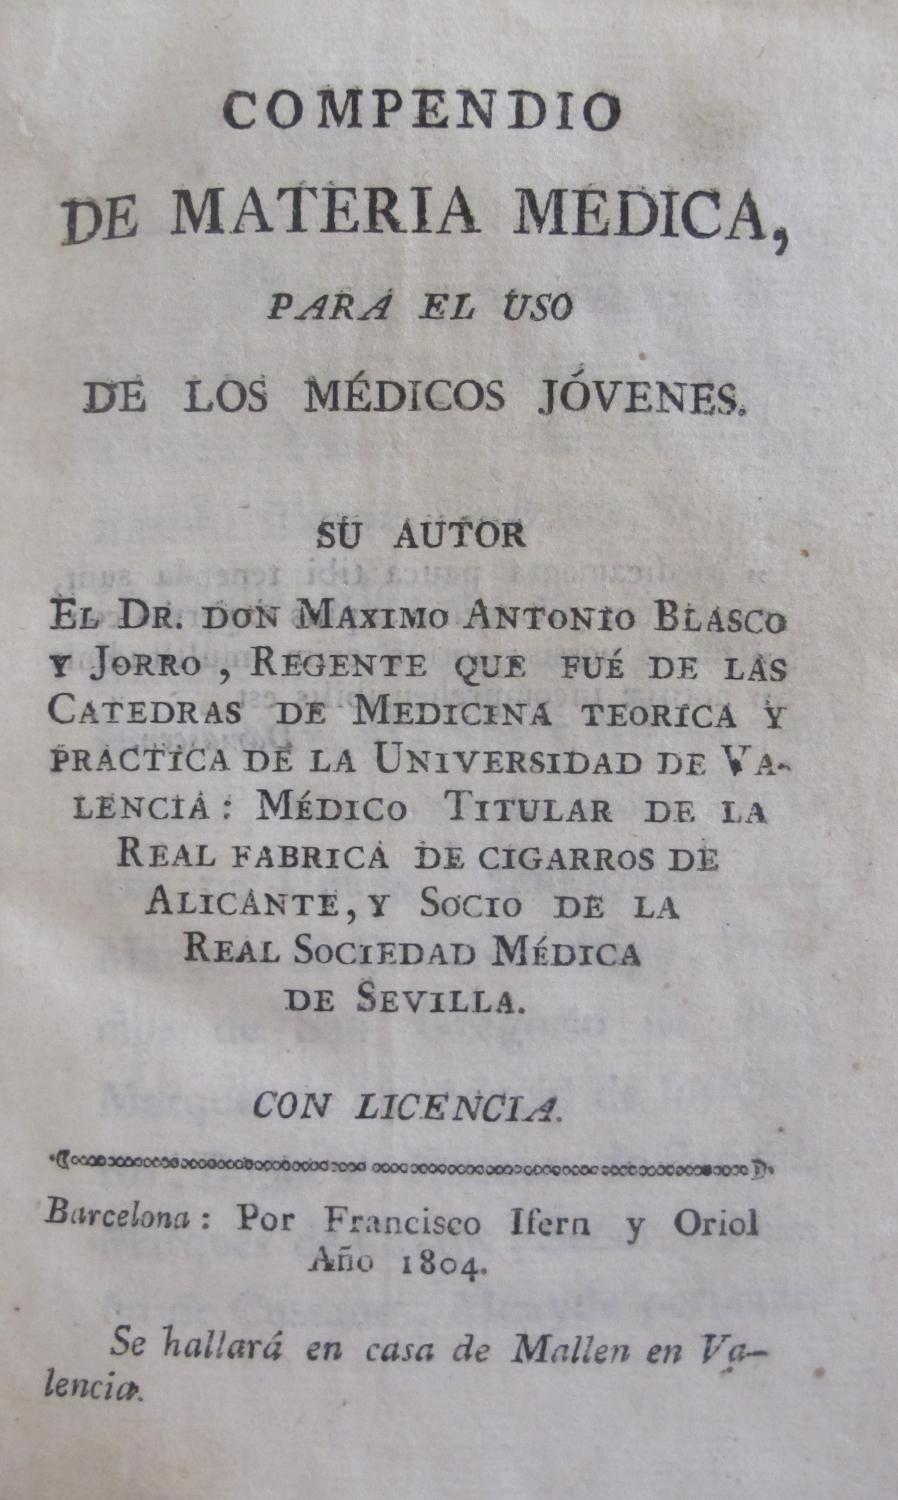 COMPENDIO
DE MATERIA MEDICA,
PARA EL USO
DE LOS MÉDICOS JÓVENES.
SU AUTOR
EL DR. DON MAXIMO ANTONIO BLASCO
Y JORRO, REGENTE QUE FUÉ DE LAS
CATEDRAS DE MEDICINA TEORICA Y
PRACTICA DE LA UNIVERSIDAD DE VA-
LENCIA: MÉDICO TITULAR DE LA
REAL FABRICA DE CIGARROS DE
ALICANTE, Y SOCIO DE LA
REAL SOCIEDAD MÉDICA
DE SEVILLA.
CON LICENCIA.
Barcelona: Por Francisco Ifern y Oriol
Año 1804.
Se hallará en casa de Mallen en Va-
lencia.